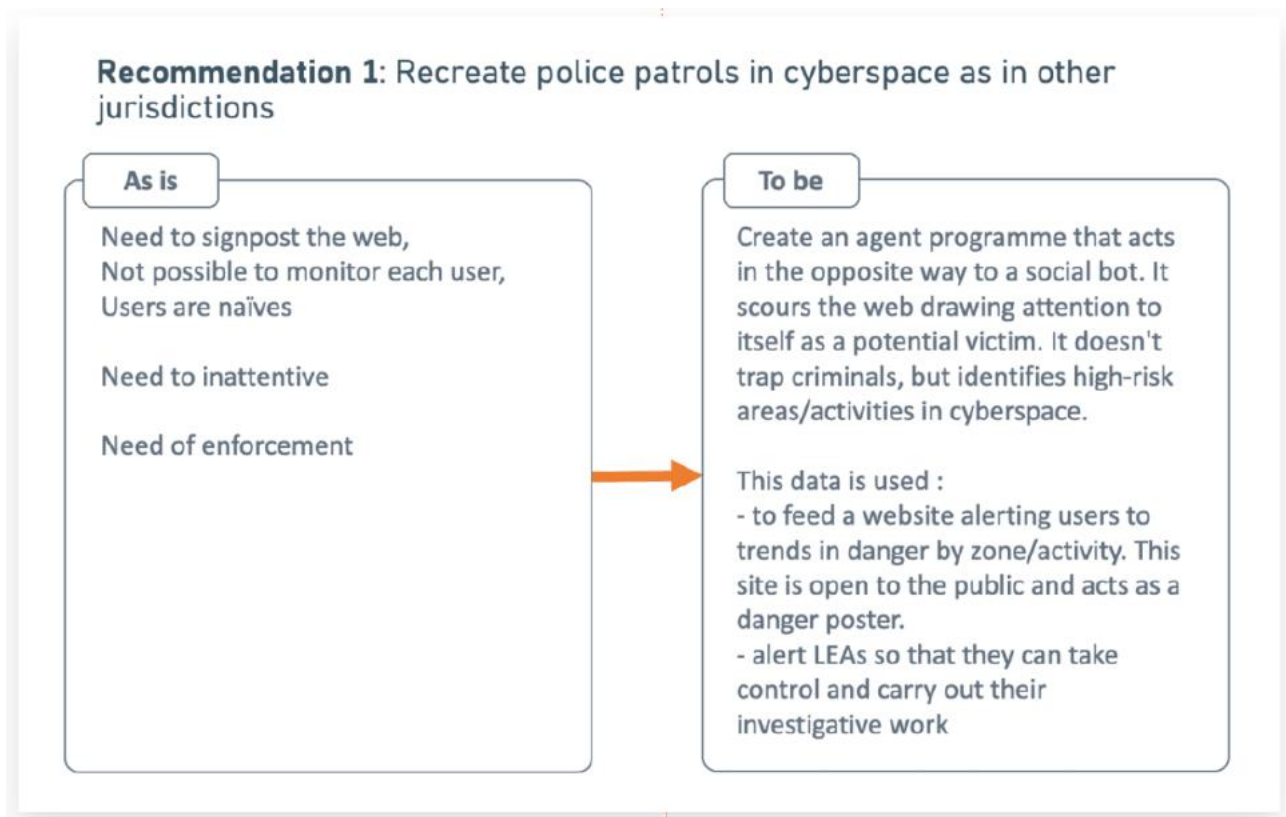 Recommendation 1: Recreate police patrols in cyberspace as in other
jurisdictions
As is
Need to signpost the web,
Not possible to monitor each user,
Users are naïves
Need to inattentive
Need of enforcement
To be
Create an agent programme that acts
in the opposite way to a social bot. It
scours the web drawing attention to
itself as a potential victim. It doesn't
trap criminals, but identifies high-risk
areas/activities in cyberspace.
This data is used :
- to feed a website alerting users to
trends in danger by zone/activity. This
site is open to the public and acts as a
danger poster.
- alert LEAs so that they can take
control and carry out their
investigative work